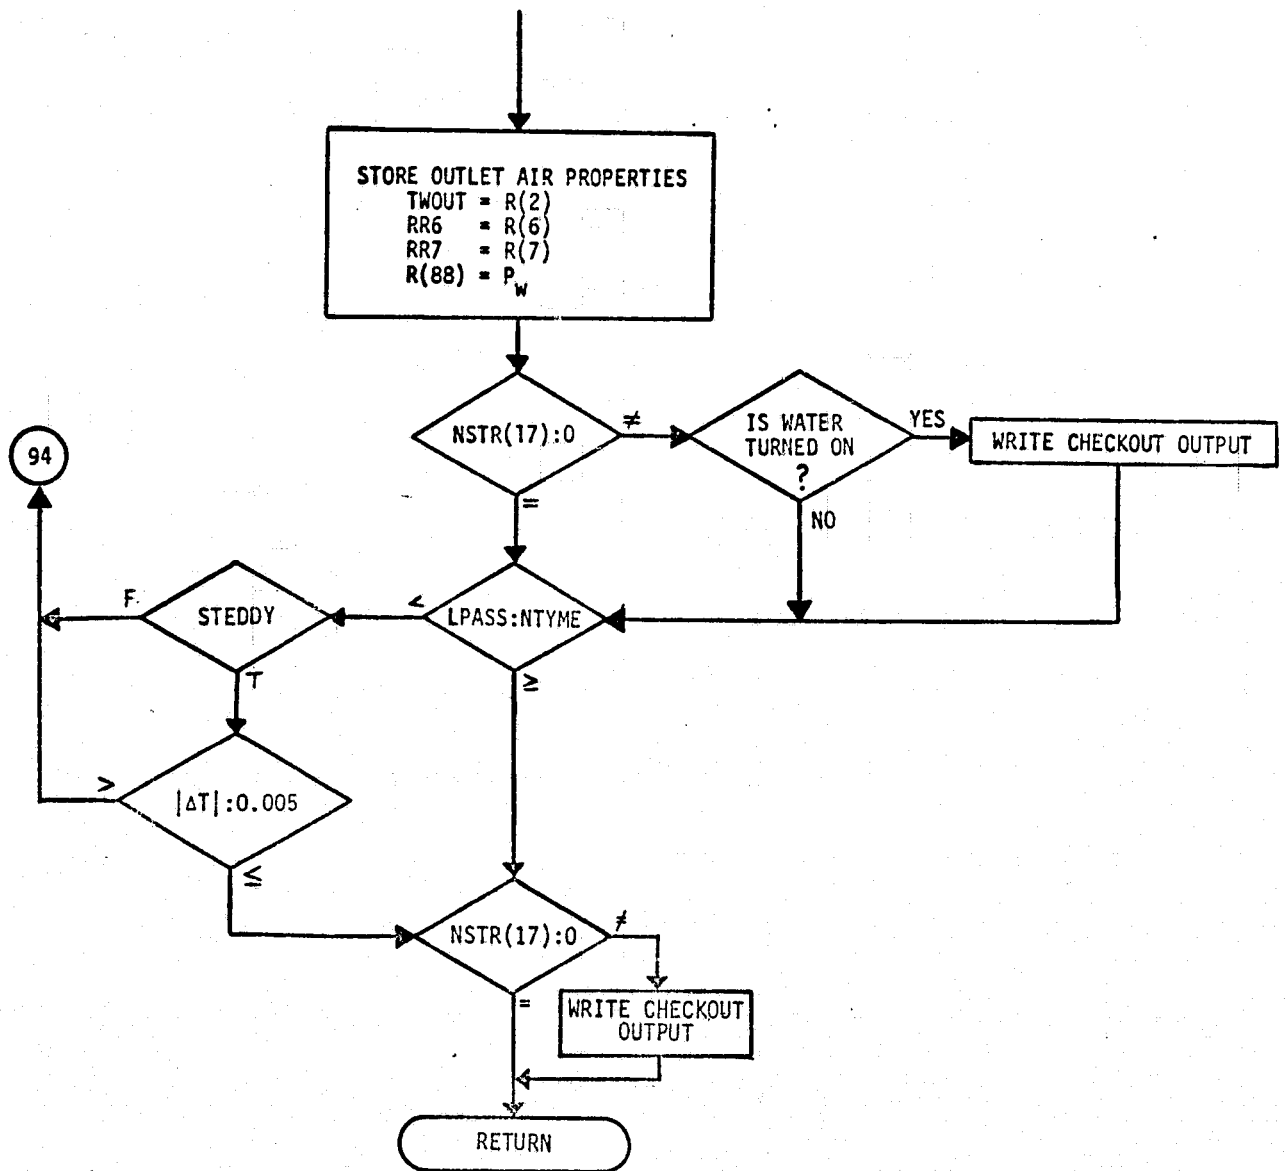 STORE OUTLET AIR PROPERTIES
TWOUT = R(2)
RR6 = R(6)
RR7 = R(7)
R(88) = Pw
NSTR(17):0
≠
IS WATER
TURNED ON
?
YES
WRITE CHECKOUT OUTPUT
94
=
NO
F
STEDDY
<
LPASS:NTYME
T
≥
>
|ΔT|:0.005
≤
NSTR(17):0
≠
=
WRITE CHECKOUT
OUTPUT
RETURN